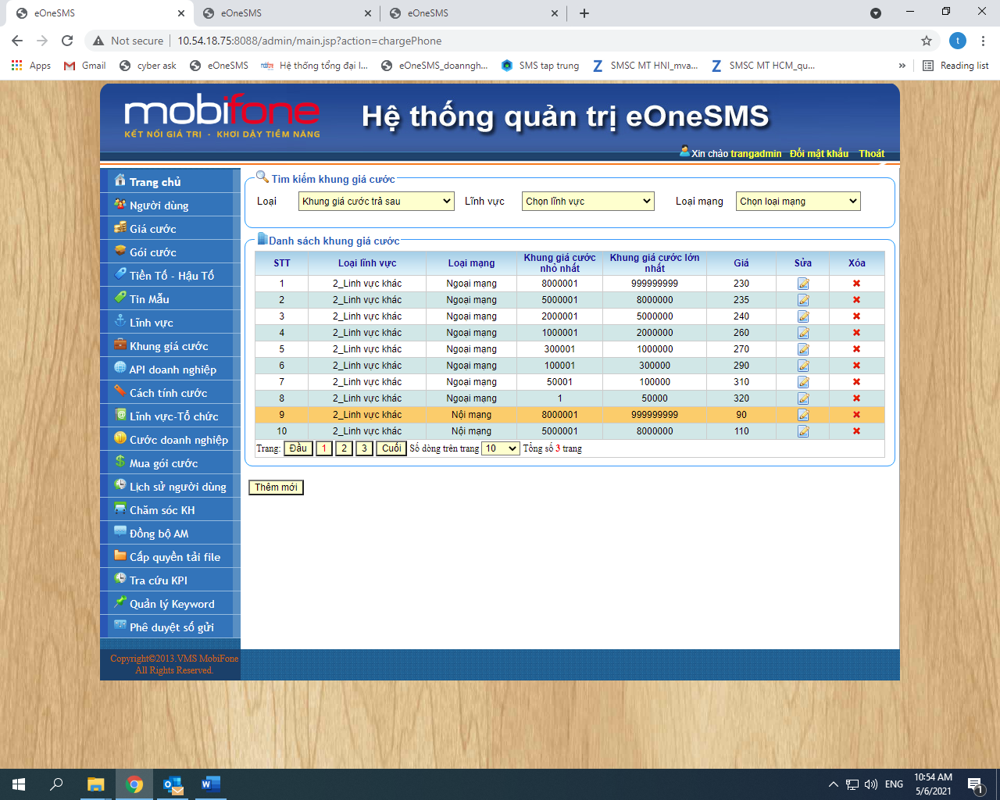 eOneSMS
eOneSMS
eOneSMS
Not secure | 10.54.18.75:8088/admin/main.jsp?action=chargePhone
t
Apps Gmail cyber ask eOneSMS Hệ thống tổng đài l... eOneSMS_doanngh... SMS tap trung SMSC MT HNI_mva... SMSC MT HCM_qu... » Reading list
mobifone
KẾT NỐI GIÁ TRỊ - KHƠI DẬY TIỀM NĂNG
Hệ thống quản trị eOneSMS
Xin chào trangadmin Đổi mật khẩu Thoát
Trang chủ
Người dùng
Giá cước
Gói cước
Tiền Tố - Hậu Tố
Tin Mẫu
Lĩnh vực
Khung giá cước
API doanh nghiệp
Cách tính cước
Lĩnh vực-Tổ chức
Cước doanh nghiệp
Mua gói cước
Lịch sử người dùng
Chăm sóc KH
Đồng bộ AM
Cấp quyền tải file
Tra cứu KPI
Quản lý Keyword
Phê duyệt số gửi
Copyright©2013.VMS MobiFone
All Rights Reserved.
Tìm kiếm khung giá cước
Loại Khung giá cước trả sau Lĩnh vực Chọn lĩnh vực Loại mạng Chọn loại mạng
Danh sách khung giá cước
STT Loại lĩnh vực Loại mạng Khung giá cước nhỏ nhất Khung giá cước lớn nhất Giá Sửa Xóa
1 2_Linh vực khác Ngoại mạng 8000001 999999999 230
2 2_Linh vực khác Ngoại mạng 5000001 8000000 235
3 2_Linh vực khác Ngoại mạng 2000001 5000000 240
4 2_Linh vực khác Ngoại mạng 1000001 2000000 260
5 2_Linh vực khác Ngoại mạng 300001 1000000 270
6 2_Linh vực khác Ngoại mạng 100001 300000 290
7 2_Linh vực khác Ngoại mạng 50001 100000 310
8 2_Linh vực khác Ngoại mạng 1 50000 320
9 2_Linh vực khác Nội mạng 8000001 999999999 90
10 2_Linh vực khác Nội mạng 5000001 8000000 110
Trang: Đầu 1 2 3 Cuối Số dòng trên trang 10 Tổng số 3 trang
Thêm mới
ENG
10:54 AM
5/6/2021
1